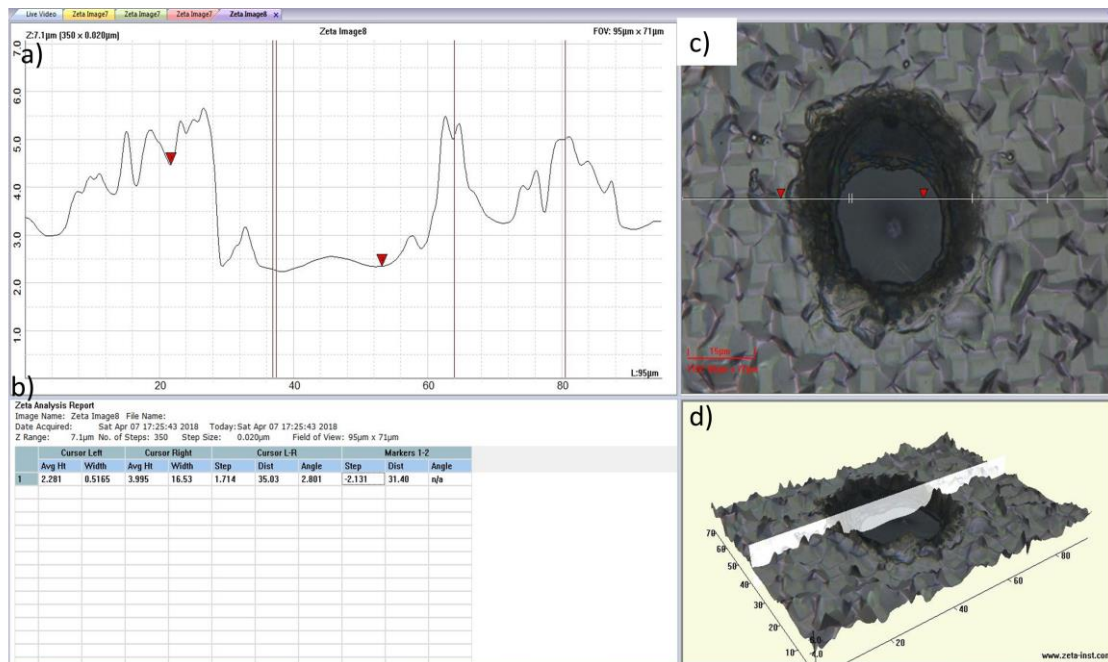 Live Video Zeta Image7 Zeta Image7 Zeta Image7 Zeta Image8 X
Z:7.1µm (350 x 0.020µm) Zeta Image8 FOV: 95µm x 71µm
a)
7.0
6.0
5.0
4.0
3.0
2.0
1.0
20 40 60 80 L:95µm
b)
Zeta Analysis Report
Image Name: Zeta Image8 File Name:
Date Acquired: Sat Apr 07 17:25:43 2018 Today:Sat Apr 07 17:25:43 2018
Z Range: 7.1µm No. of Steps: 350 Step Size: 0.020µm Field of View: 95µm x 71µm
Cursor Left Cursor Right Cursor L-R Markers 1-2
Avg Ht Width Avg Ht Width Step Dist Angle Step Dist Angle
1 2.281 0.5165 3.995 16.53 1.714 35.03 2.801 -2.131 31.40 n/a
c)
15µm
d)
70
60
50
40
30
20
10
20
40
60
80
www.zeta-inst.com